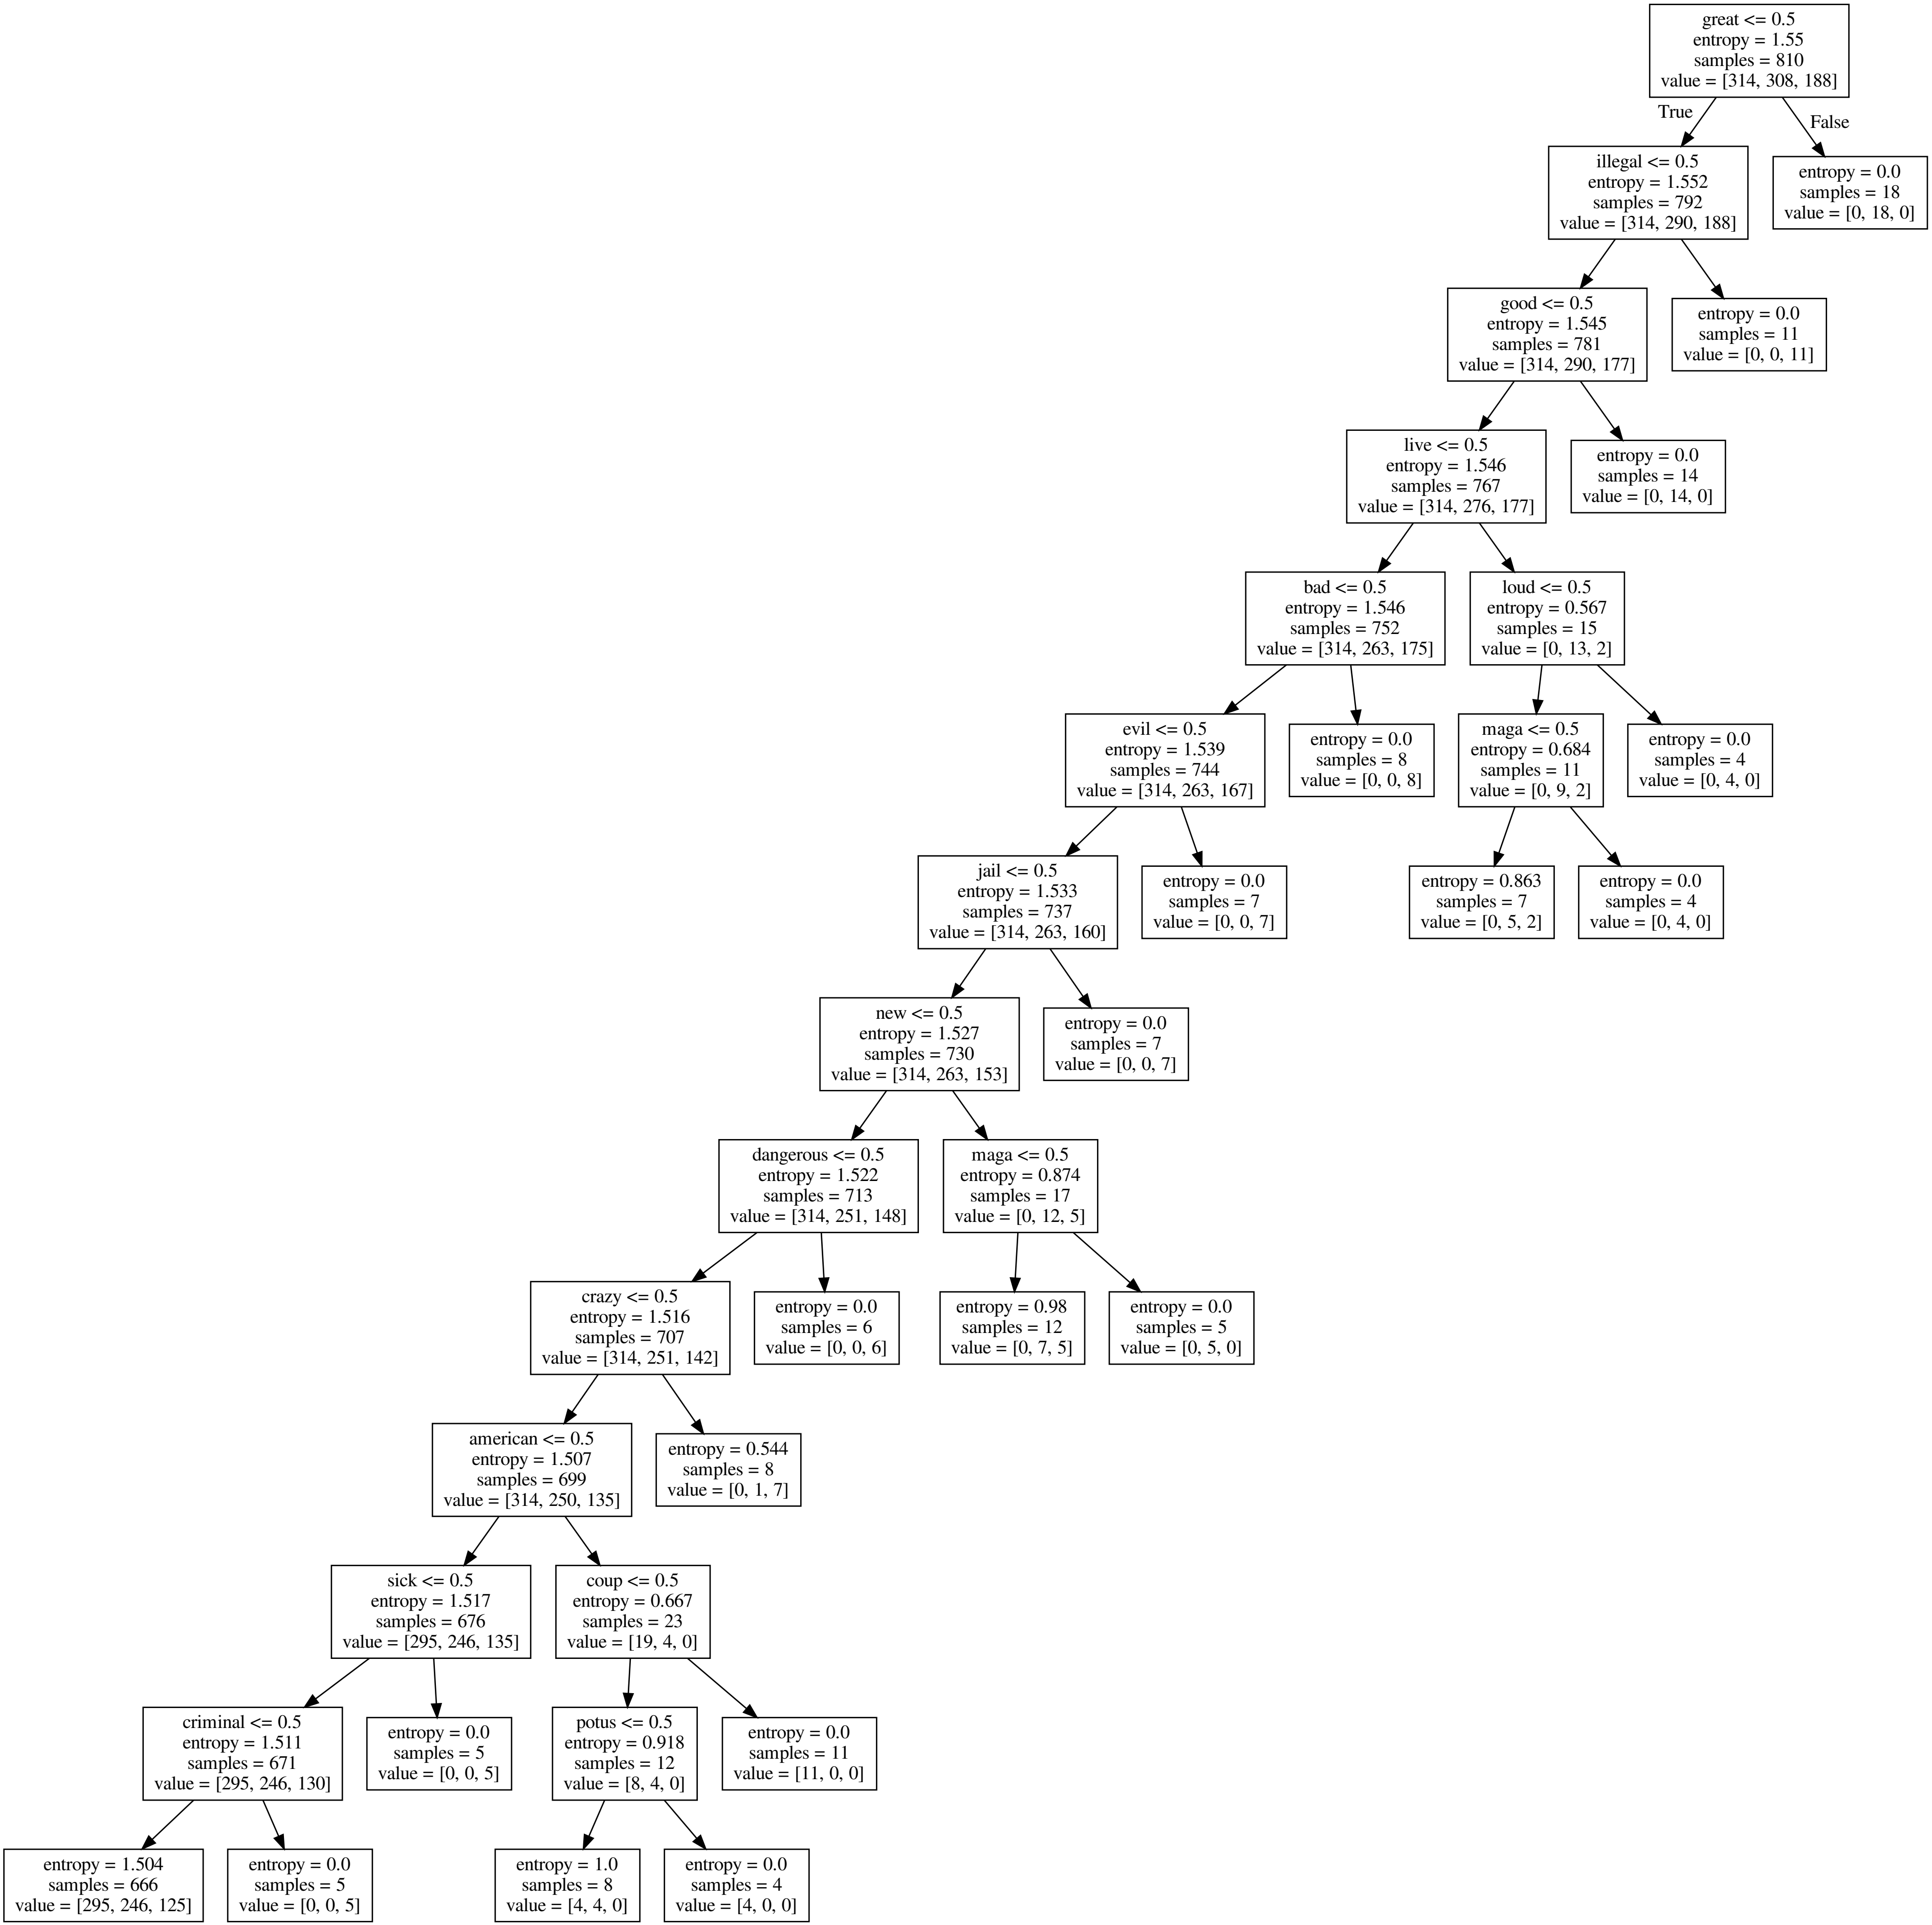 great <= 0.5
entropy = 1.55
samples = 810
value = [314, 308, 188]
True
False
illegal <= 0.5
entropy = 1.552
samples = 792
value = [314, 290, 188]
entropy = 0.0
samples = 18
value = [0, 18, 0]
good <= 0.5
entropy = 1.545
samples = 781
value = [314, 290, 177]
entropy = 0.0
samples = 11
value = [0, 0, 11]
live <= 0.5
entropy = 1.546
samples = 767
value = [314, 276, 177]
entropy = 0.0
samples = 14
value = [0, 14, 0]
bad <= 0.5
entropy = 1.546
samples = 752
value = [314, 263, 175]
loud <= 0.5
entropy = 0.567
samples = 15
value = [0, 13, 2]
evil <= 0.5
entropy = 1.539
samples = 744
value = [314, 263, 167]
entropy = 0.0
samples = 8
value = [0, 0, 8]
maga <= 0.5
entropy = 0.684
samples = 11
value = [0, 9, 2]
entropy = 0.0
samples = 4
value = [0, 4, 0]
jail <= 0.5
entropy = 1.533
samples = 737
value = [314, 263, 160]
entropy = 0.0
samples = 7
value = [0, 0, 7]
entropy = 0.863
samples = 7
value = [0, 5, 2]
entropy = 0.0
samples = 4
value = [0, 4, 0]
new <= 0.5
entropy = 1.527
samples = 730
value = [314, 263, 153]
entropy = 0.0
samples = 7
value = [0, 0, 7]
dangerous <= 0.5
entropy = 1.522
samples = 713
value = [314, 251, 148]
maga <= 0.5
entropy = 0.874
samples = 17
value = [0, 12, 5]
crazy <= 0.5
entropy = 1.516
samples = 707
value = [314, 251, 142]
entropy = 0.0
samples = 6
value = [0, 0, 6]
entropy = 0.98
samples = 12
value = [0, 7, 5]
entropy = 0.0
samples = 5
value = [0, 5, 0]
american <= 0.5
entropy = 1.507
samples = 699
value = [314, 250, 135]
entropy = 0.544
samples = 8
value = [0, 1, 7]
sick <= 0.5
entropy = 1.517
samples = 676
value = [295, 246, 135]
coup <= 0.5
entropy = 0.667
samples = 23
value = [19, 4, 0]
criminal <= 0.5
entropy = 1.511
samples = 671
value = [295, 246, 130]
entropy = 0.0
samples = 5
value = [0, 0, 5]
potus <= 0.5
entropy = 0.918
samples = 12
value = [8, 4, 0]
entropy = 0.0
samples = 11
value = [11, 0, 0]
entropy = 1.504
samples = 666
value = [295, 246, 125]
entropy = 0.0
samples = 5
value = [0, 0, 5]
entropy = 1.0
samples = 8
value = [4, 4, 0]
entropy = 0.0
samples = 4
value = [4, 0, 0]